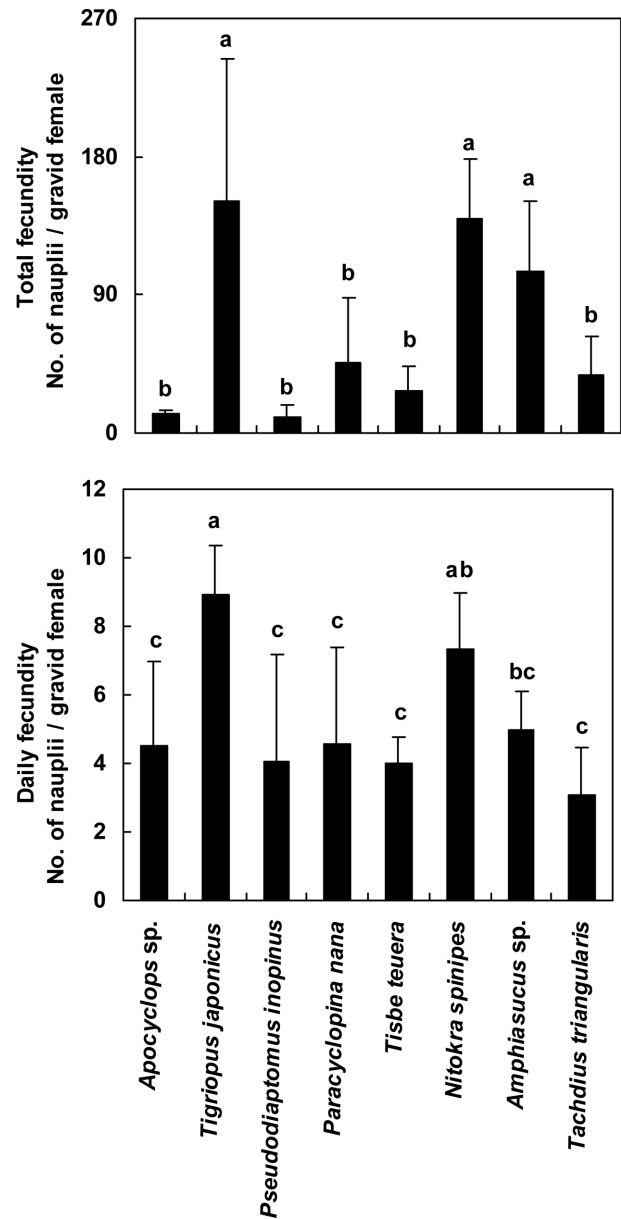 Total fecundity
No. of nauplii / gravid female
270
180
90
0
b
a
b
b
b
a
a
b
Daily fecundity
No. of nauplii / gravid female
12
10
8
6
4
2
0
c
a
c
c
c
ab
bc
c
Apocyclops sp.
Tigriopus japonicus
Pseudodiaptomus inopinus
Paracyclopina nana
Tisbe teuera
Nitokra spinipes
Amphiasucus sp.
Tachdius triangularis